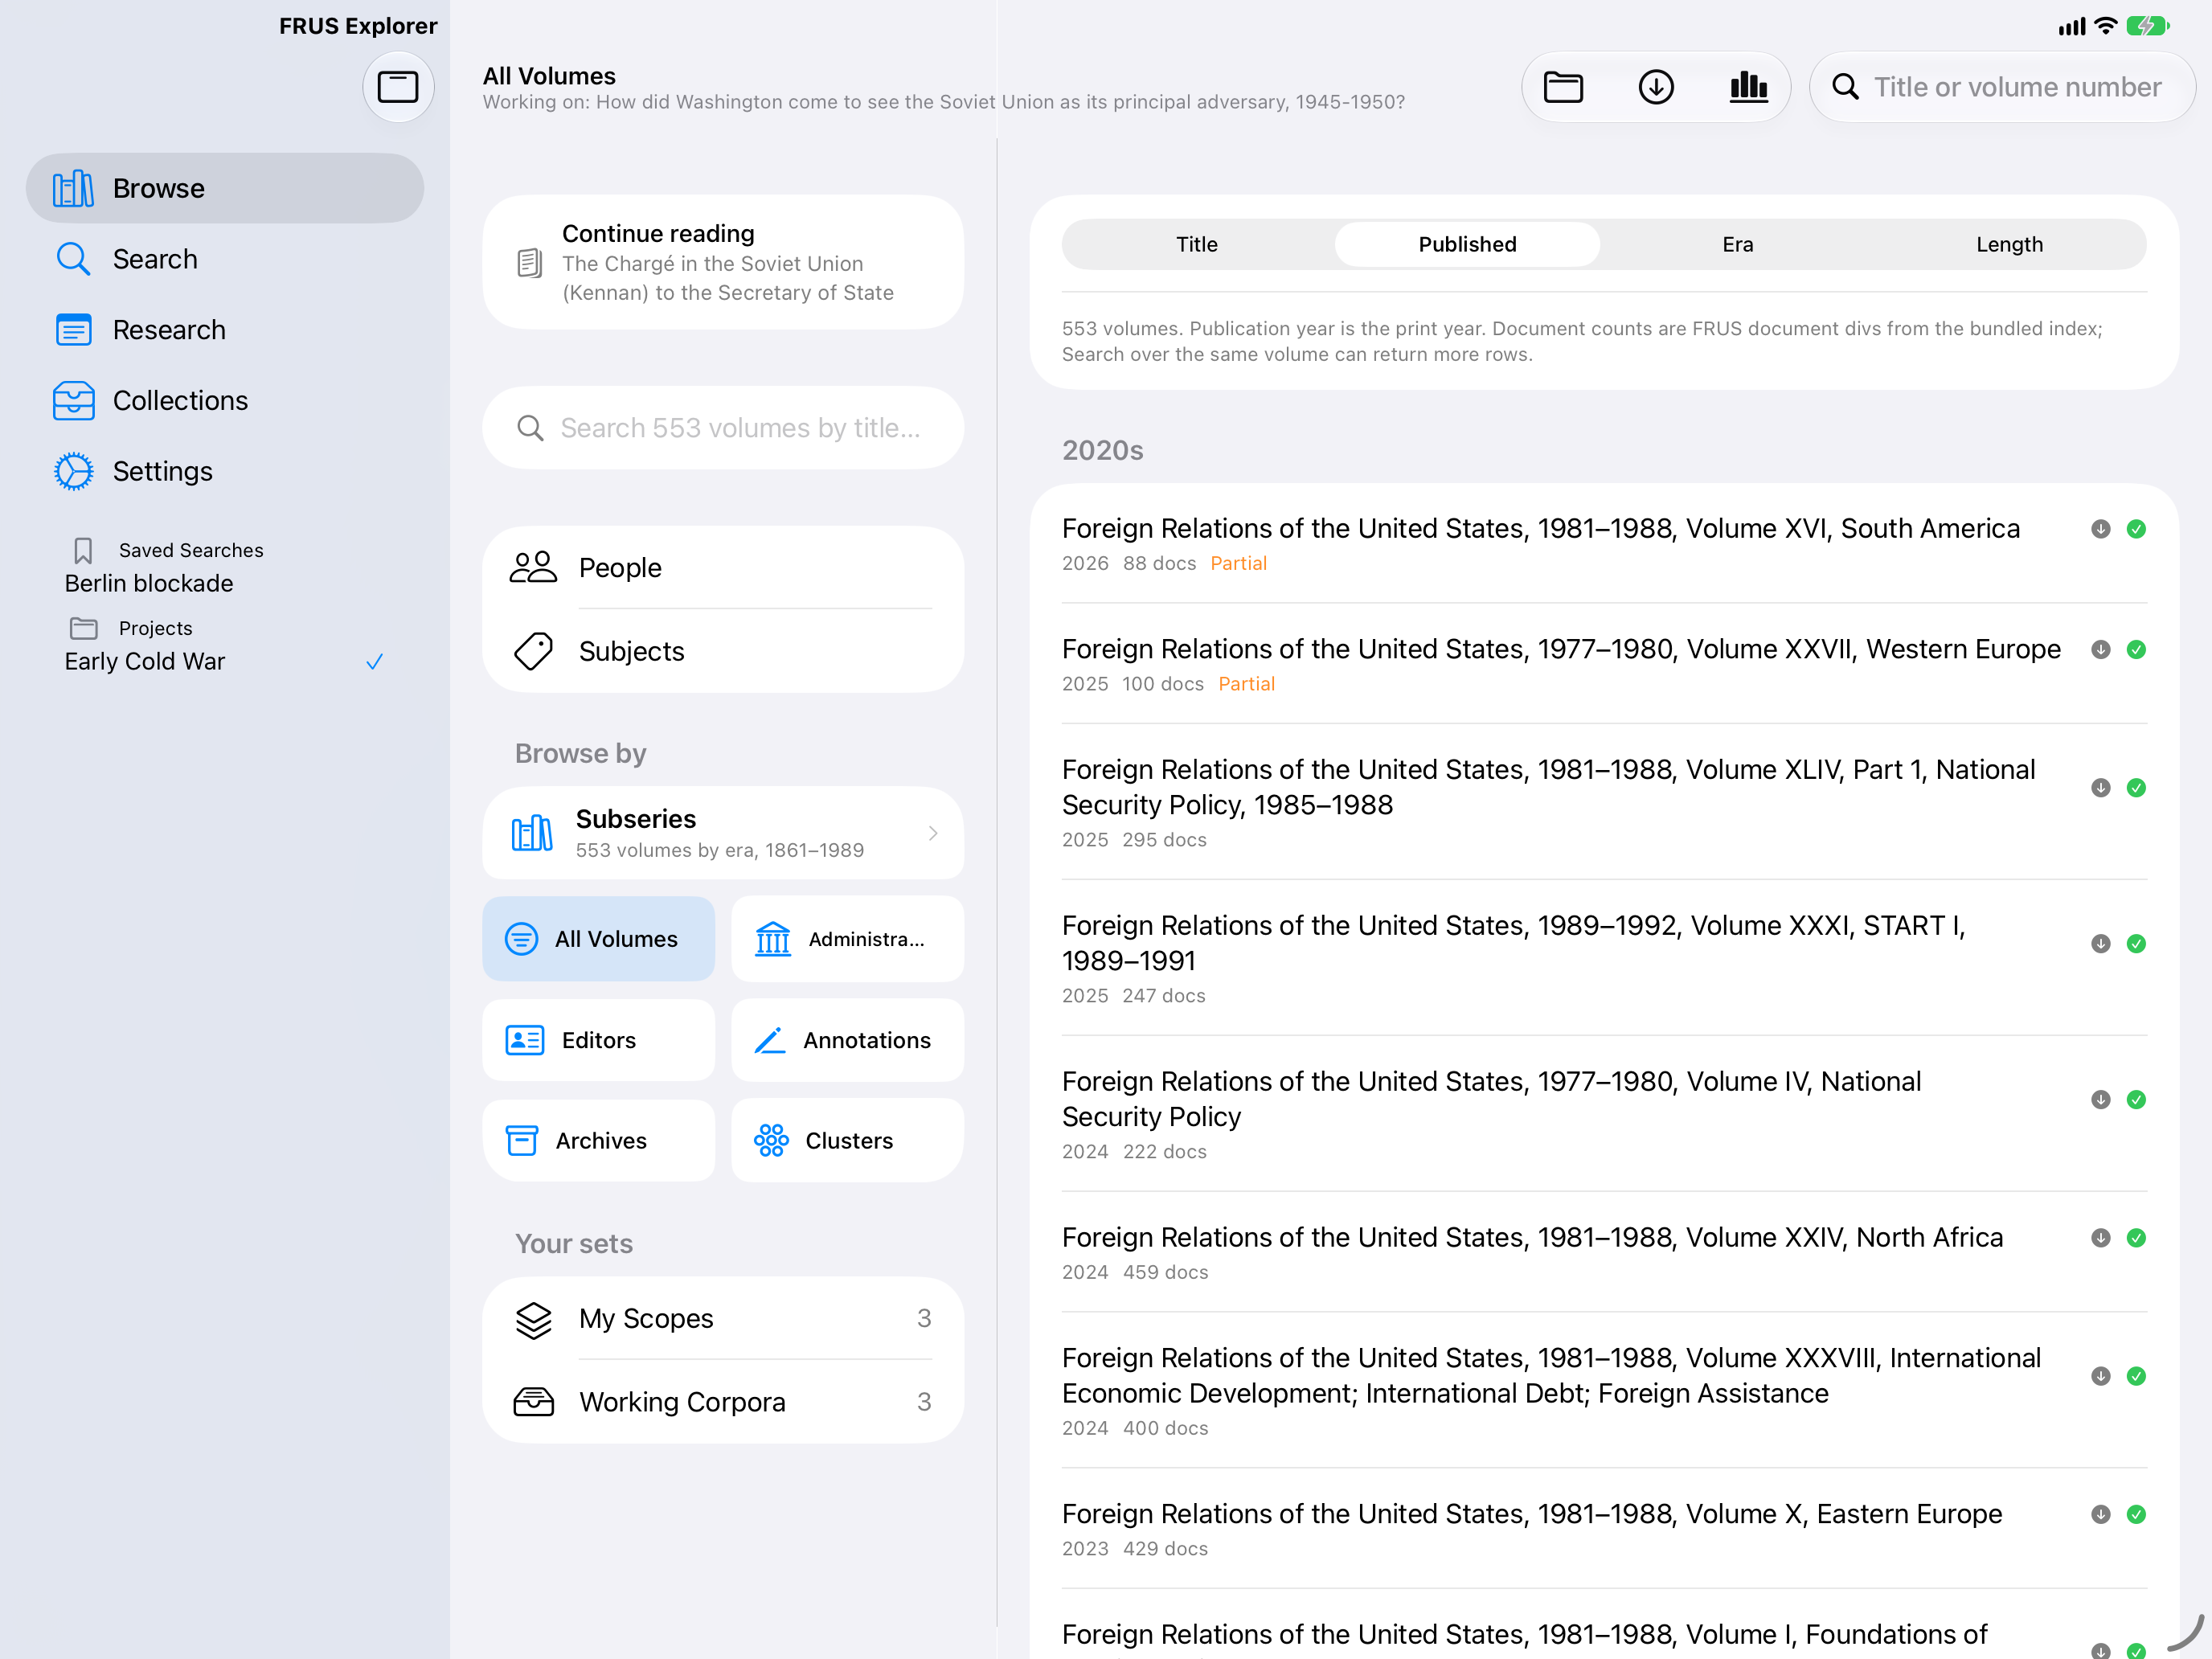 FRUS Explorer
Browse
Search
Research
Collections
Settings
Saved Searches
Berlin blockade
Projects
Early Cold War
All Volumes
Working on: How did Washington come to see the Soviet Union as its principal adversary, 1945-1950?
Title or volume number
Continue reading
The Chargé in the Soviet Union
(Kennan) to the Secretary of State
Search 553 volumes by title...
People
Subjects
Browse by
Subseries
553 volumes by era, 1861–1989
All Volumes
Administra...
Editors
Annotations
Archives
Clusters
Your sets
My Scopes 3
Working Corpora 3
Title Published Era Length
553 volumes. Publication year is the print year. Document counts are FRUS document divs from the bundled index;
Search over the same volume can return more rows.
2020s
Foreign Relations of the United States, 1981–1988, Volume XVI, South America
2026 88 docs Partial
Foreign Relations of the United States, 1977–1980, Volume XXVII, Western Europe
2025 100 docs Partial
Foreign Relations of the United States, 1981–1988, Volume XLIV, Part 1, National
Security Policy, 1985–1988
2025 295 docs
Foreign Relations of the United States, 1989–1992, Volume XXXI, START I,
1989–1991
2025 247 docs
Foreign Relations of the United States, 1977–1980, Volume IV, National
Security Policy
2024 222 docs
Foreign Relations of the United States, 1981–1988, Volume XXIV, North Africa
2024 459 docs
Foreign Relations of the United States, 1981–1988, Volume XXXVIII, International
Economic Development; International Debt; Foreign Assistance
2024 400 docs
Foreign Relations of the United States, 1981–1988, Volume X, Eastern Europe
2023 429 docs
Foreign Relations of the United States, 1981–1988, Volume I, Foundations of